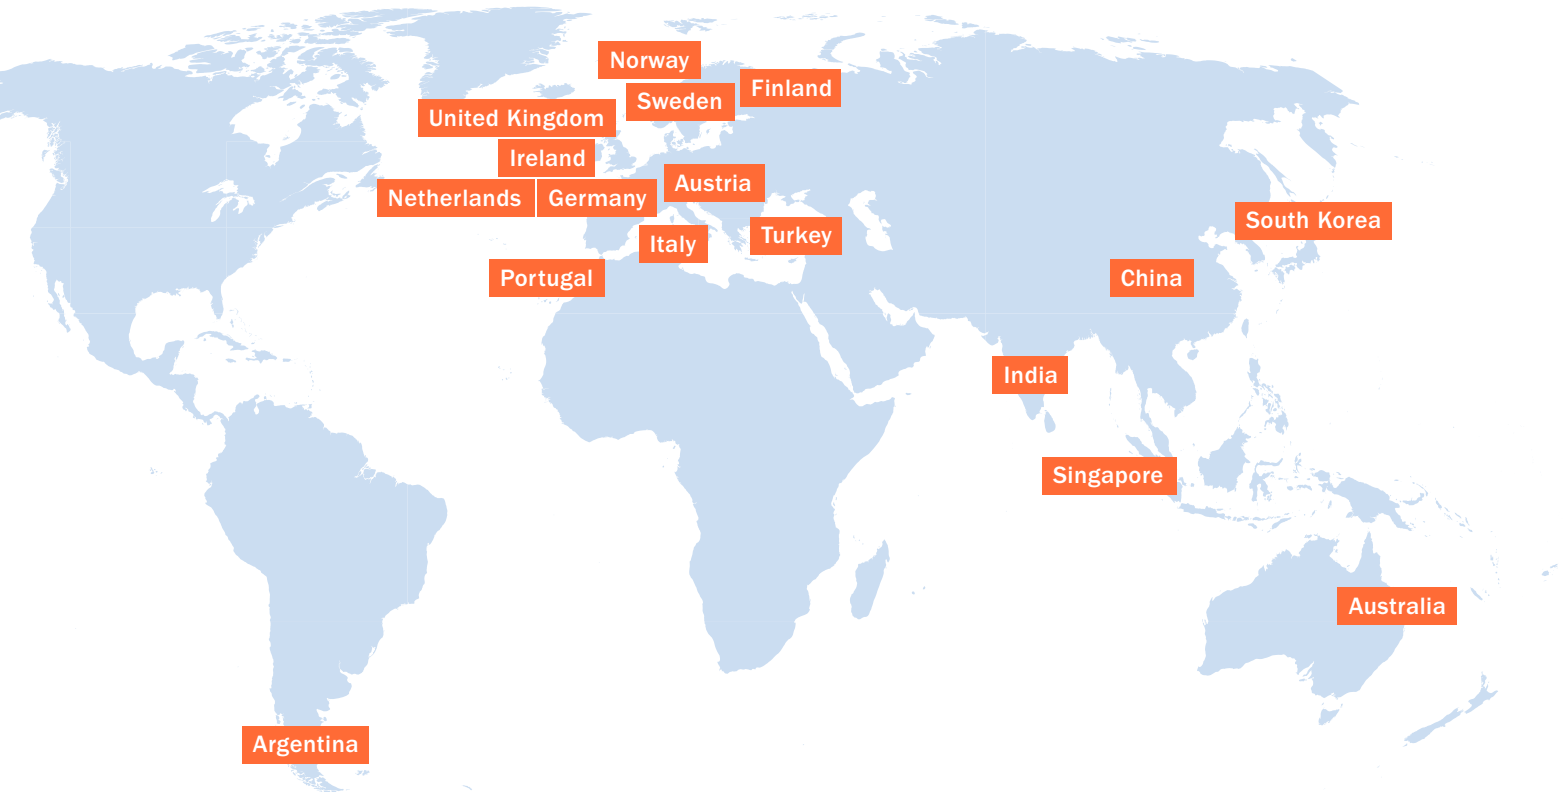 Norway
Finland
Sweden
United Kingdom
Ireland
Austria
Netherlands
Germany
South Korea
Turkey
Italy
Portugal
China
India
Singapore
Australia
Argentina